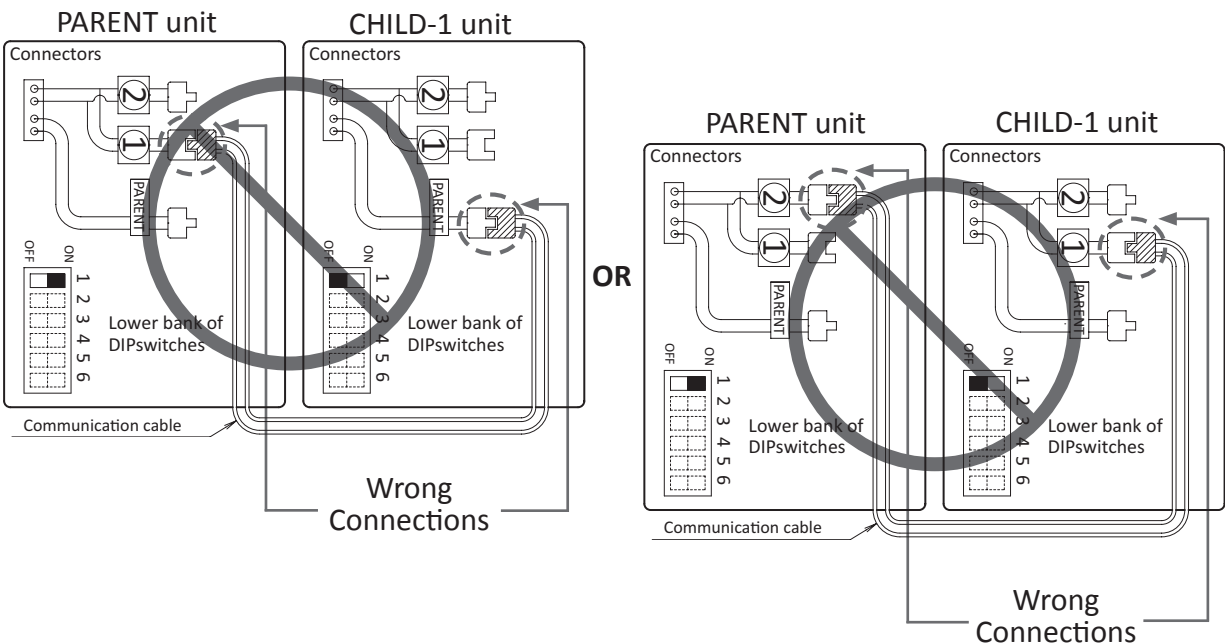 PARENT unit
CHILD-1 unit
Connectors
Connectors
2
2
1
1
PARENT
PARENT
OFF
ON
OFF
ON
1
2
3
4
5
6
1
2
3
4
5
6
Lower bank of
DIPswitches
Lower bank of
DIPswitches
Communication cable
Wrong
Connections
OR
PARENT unit
CHILD-1 unit
Connectors
Connectors
2
2
1
1
PARENT
PARENT
OFF
ON
OFF
ON
1
2
3
4
5
6
1
2
3
4
5
6
Lower bank of
DIPswitches
Lower bank of
DIPswitches
Communication cable
Wrong
Connections